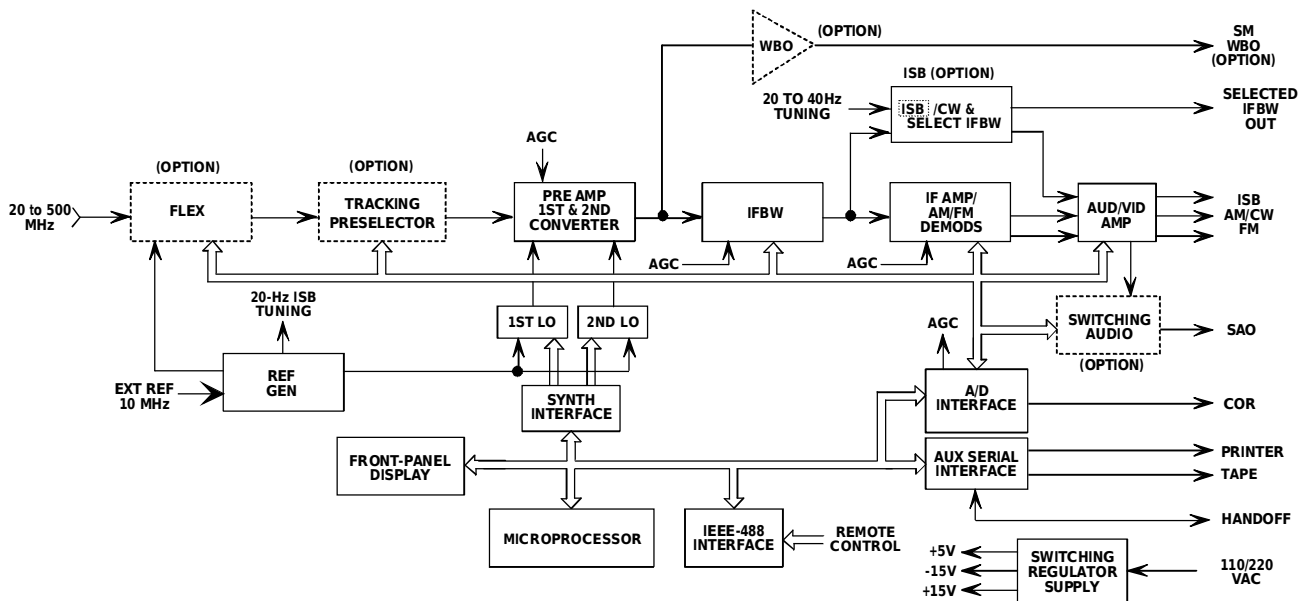 WBO
(OPTION)
SM
WBO
(OPTION)
ISB (OPTION)
20 TO 40Hz
TUNING
ISB /CW &
SELECT IFBW
SELECTED
IFBW
OUT
AGC
(OPTION)
(OPTION)
20 to 500
MHz
FLEX
TRACKING
PRESELECTOR
PRE AMP
1ST & 2ND
CONVERTER
IFBW
IF AMP/
AM/FM
DEMODS
AUD/VID
AMP
ISB
AM/CW
FM
AGC
AGC
20-Hz ISB
TUNING
1ST LO
2ND LO
AGC
SWITCHING
AUDIO
SAO
(OPTION)
REF
GEN
EXT REF
10 MHz
SYNTH
INTERFACE
A/D
INTERFACE
COR
FRONT-PANEL
DISPLAY
AUX SERIAL
INTERFACE
PRINTER
TAPE
MICROPROCESSOR
IEEE-488
INTERFACE
REMOTE
CONTROL
HANDOFF
+5V
-15V
+15V
SWITCHING
REGULATOR
SUPPLY
110/220
VAC